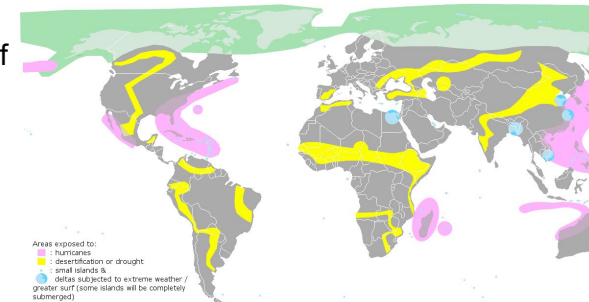 f
Areas exposed to:
: hurricanes
: desertification or drought
: small islands &
deltas subjected to extreme weather /
greater surf (some islands will be completely
submerged)